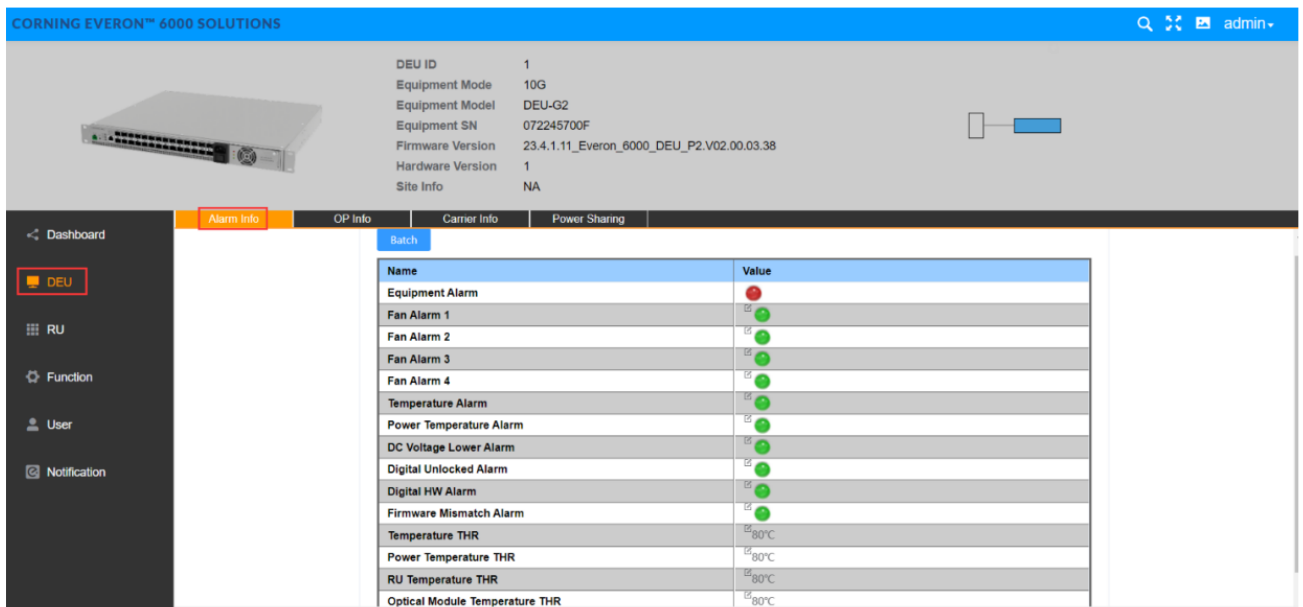 CORNING EVERON™ 6000 SOLUTIONS
admin
DEU ID 1
Equipment Mode 10G
Equipment Model DEU-G2
Equipment SN 072245700F
Firmware Version 23.4.1.11_Everon_6000_DEU_P2.V02.00.03.38
Hardware Version 1
Site Info NA
Alarm Info OP Info Carrier Info Power Sharing
Dashboard
DEU
RU
Function
User
Notification
Batch
Name Value
Equipment Alarm
Fan Alarm 1
Fan Alarm 2
Fan Alarm 3
Fan Alarm 4
Temperature Alarm
Power Temperature Alarm
DC Voltage Lower Alarm
Digital Unlocked Alarm
Digital HW Alarm
Firmware Mismatch Alarm
Temperature THR 80℃
Power Temperature THR 80℃
RU Temperature THR 80℃
Optical Module Temperature THR 80℃